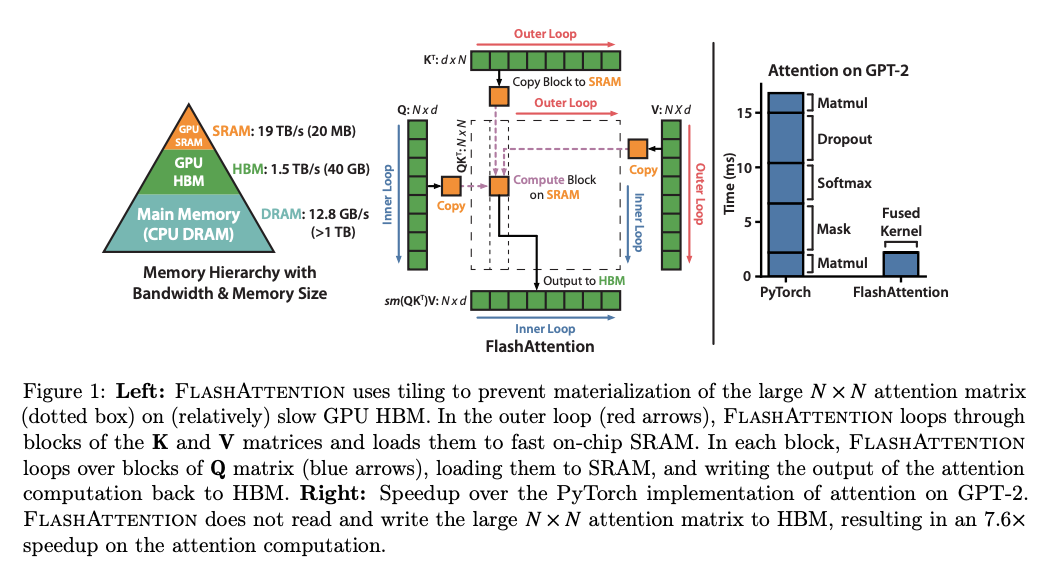 GPU
SRAM
GPU
HBM
Main Memory
(CPU DRAM)
SRAM: 19 TB/s (20 MB)
HBM: 1.5 TB/s (40 GB)
DRAM: 12.8 GB/s
(>1 TB)
Memory Hierarchy with
Bandwidth & Memory Size
Outer Loop
Kᵀ: d x N
Copy Block to SRAM
Outer Loop
Q: N x d
V: N X d
QKᵀ: N x N
Inner Loop
Copy
Compute Block
on SRAM
Copy
Inner Loop
Outer Loop
Output to HBM
sm(QKᵀ)V: N x d
Inner Loop
FlashAttention
Attention on GPT-2
Time (ms)
15
10
5
0
Matmul
Dropout
Softmax
Mask
Matmul
Fused
Kernel
PyTorch
FlashAttention
Figure 1: Left: FLASHATTENTION uses tiling to prevent materialization of the large N × N attention matrix
(dotted box) on (relatively) slow GPU HBM. In the outer loop (red arrows), FLASHATTENTION loops through
blocks of the K and V matrices and loads them to fast on-chip SRAM. In each block, FLASHATTENTION
loops over blocks of Q matrix (blue arrows), loading them to SRAM, and writing the output of the attention
computation back to HBM. Right: Speedup over the PyTorch implementation of attention on GPT-2.
FLASHATTENTION does not read and write the large N × N attention matrix to HBM, resulting in an 7.6×
speedup on the attention computation.